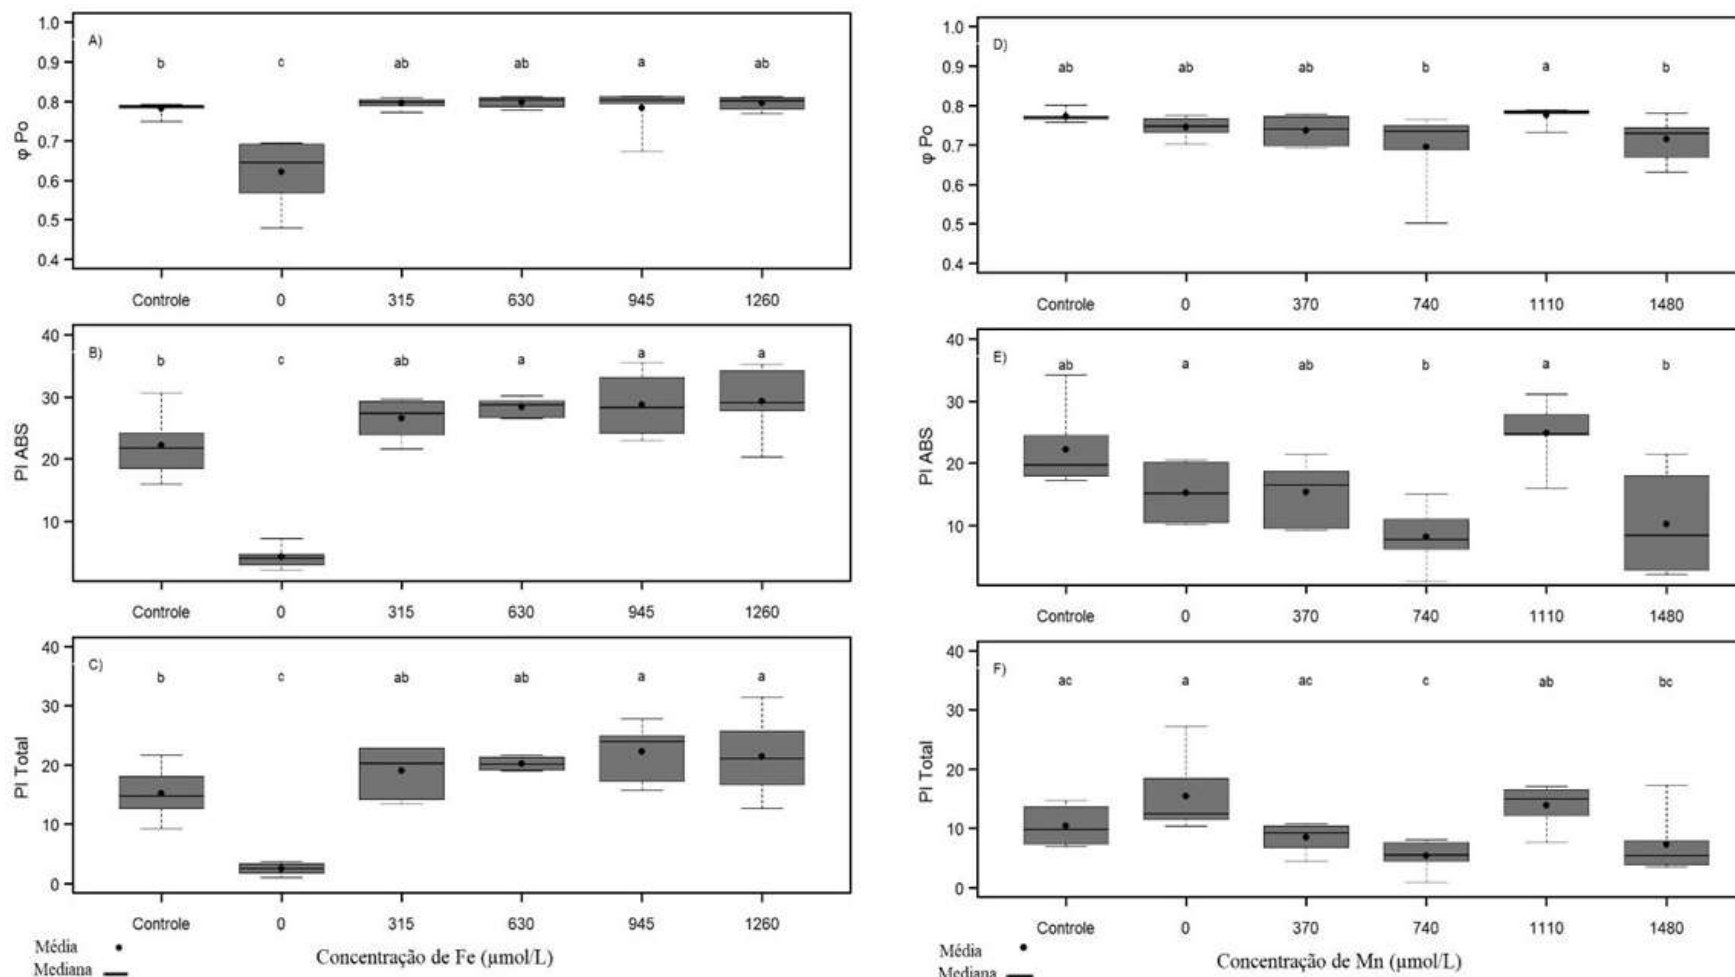 A)
φ Po
1.0
0.9
0.8
0.7
0.6
0.5
0.4
b c ab ab a ab
Controle 0 315 630 945 1260
B)
PI ABS
40
30
20
10
b c ab a a a
Controle 0 315 630 945 1260
C)
PI Total
40
30
20
10
0
b c ab ab a a
Controle 0 315 630 945 1260
Concentração de Fe (µmol/L)
Média
Mediana
D)
φ Po
1.0
0.9
0.8
0.7
0.6
0.5
0.4
ab ab ab b a b
Controle 0 370 740 1110 1480
E)
PI ABS
40
30
20
10
ab a ab b a b
Controle 0 370 740 1110 1480
F)
PI Total
40
30
20
10
0
ac a ac c ab bc
Controle 0 370 740 1110 1480
Concentração de Mn (µmol/L)
Média
Mediana